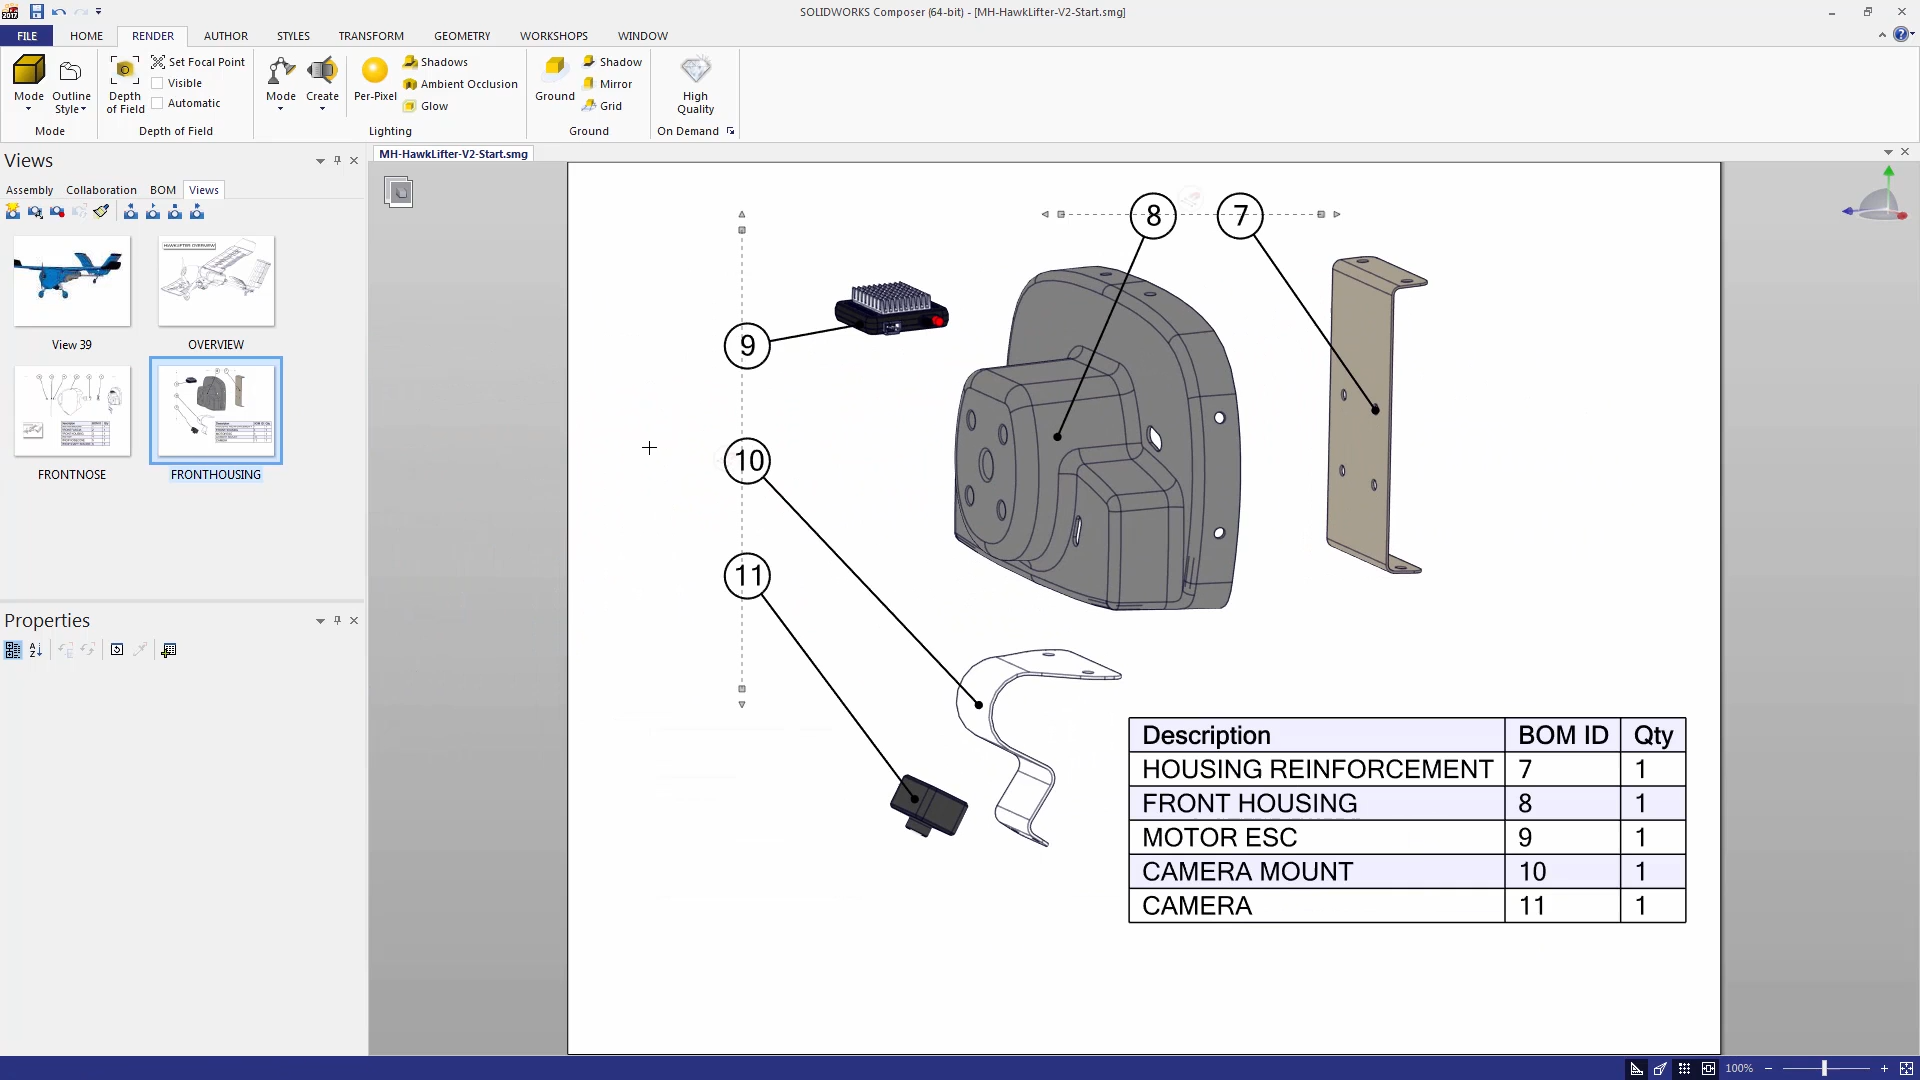 SOLIDWORKS Composer (64-bit) - [MH-HawkLifter-V2-Start.smg]
FILE HOME RENDER AUTHOR STYLES TRANSFORM GEOMETRY WORKSHOPS WINDOW
Mode
Outline Style
Mode
Depth of Field
Set Focal Point
Visible
Automatic
Depth of Field
Mode
Create
Per-Pixel
Shadows
Ambient Occlusion
Glow
Lighting
Ground
Shadow
Mirror
Grid
Ground
High Quality
On Demand
Views
MH-HawkLifter-V2-Start.smg
Assembly Collaboration BOM Views
HAWKLIFTER OVERVIEW
View 39
OVERVIEW
FRONTNOSE
FRONTHOUSING
Properties
8
7
9
10
11
Description BOM ID Qty
HOUSING REINFORCEMENT 7 1
FRONT HOUSING 8 1
MOTOR ESC 9 1
CAMERA MOUNT 10 1
CAMERA 11 1
100%